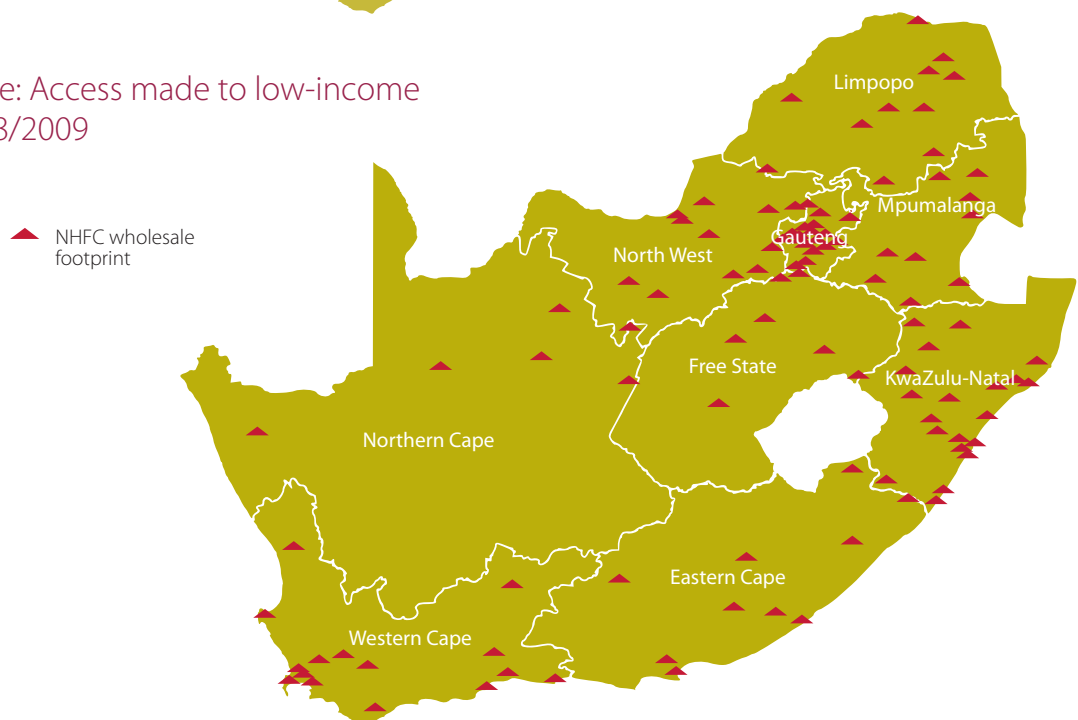 e: Access made to low-income
/2009
NHFC wholesale
footprint
Limpopo
Mpumalanga
Gauteng
North West
Free State
KwaZulu-Natal
Northern Cape
Eastern Cape
Western Cape